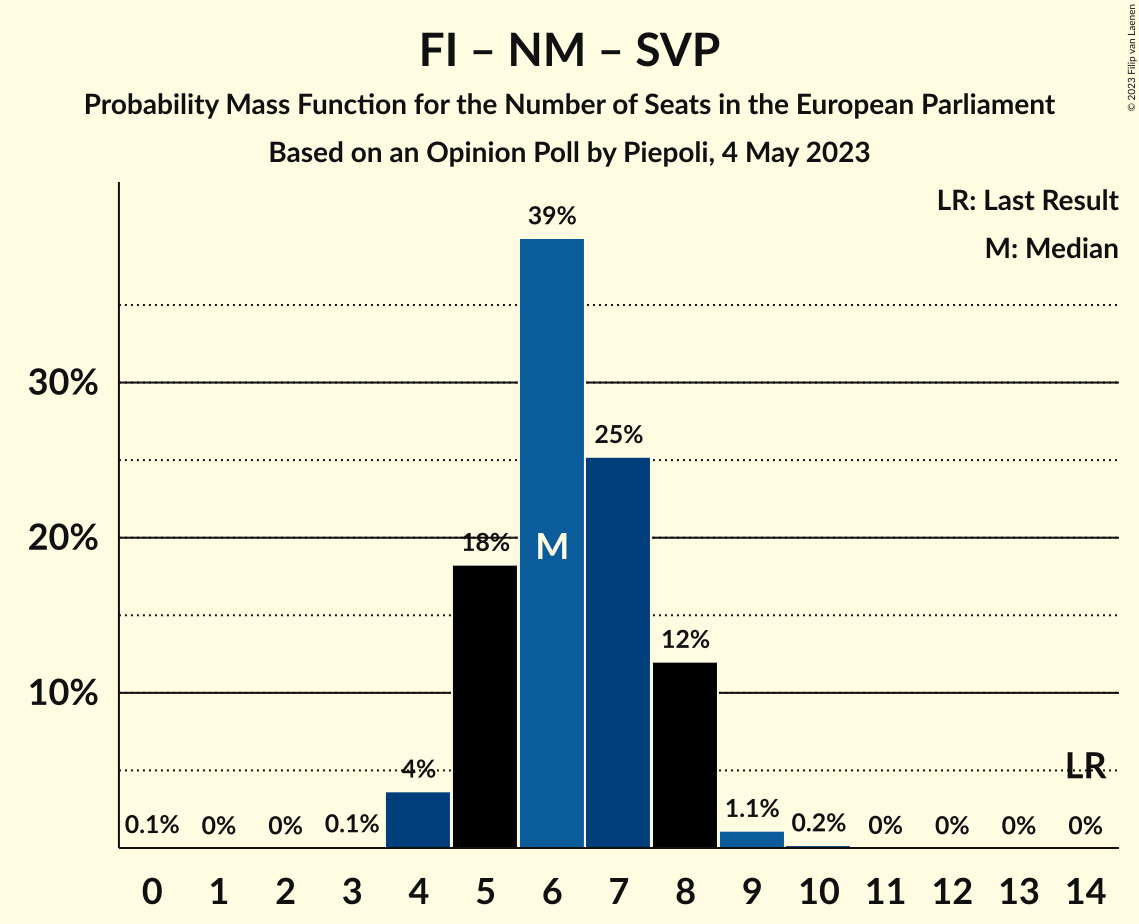 FI – NM – SVP
Probability Mass Function for the Number of Seats in the European Parliament
Based on an Opinion Poll by Piepoli, 4 May 2023
© 2023 Filip van Laenen
LR: Last Result
M: Median
39%
30%
25%
20%
18%
M
12%
10%
LR
4%
0.1% 0% 0% 0.1% 1.1% 0.2% 0% 0% 0% 0%
0 1 2 3 4 5 6 7 8 9 10 11 12 13 14